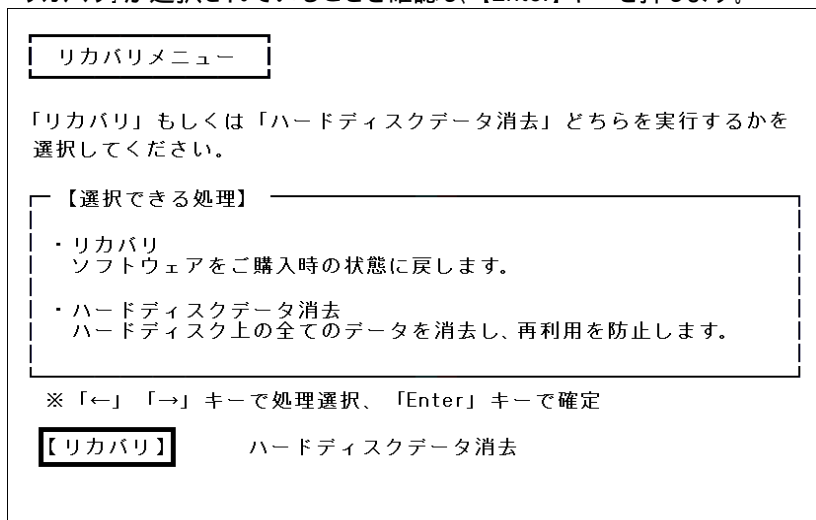 リカバリメニュー
「リカバリ」もしくは「ハードディスクデータ消去」どちらを実行するかを
選択してください。
【選択できる処理】
・リカバリ
ソフトウェアをご購入時の状態に戻します。
・ハードディスクデータ消去
ハードディスク上の全てのデータを消去し、再利用を防止します。
※「←」「→」キーで処理選択、「Enter」キーで確定
【リカバリ】 ハードディスクデータ消去